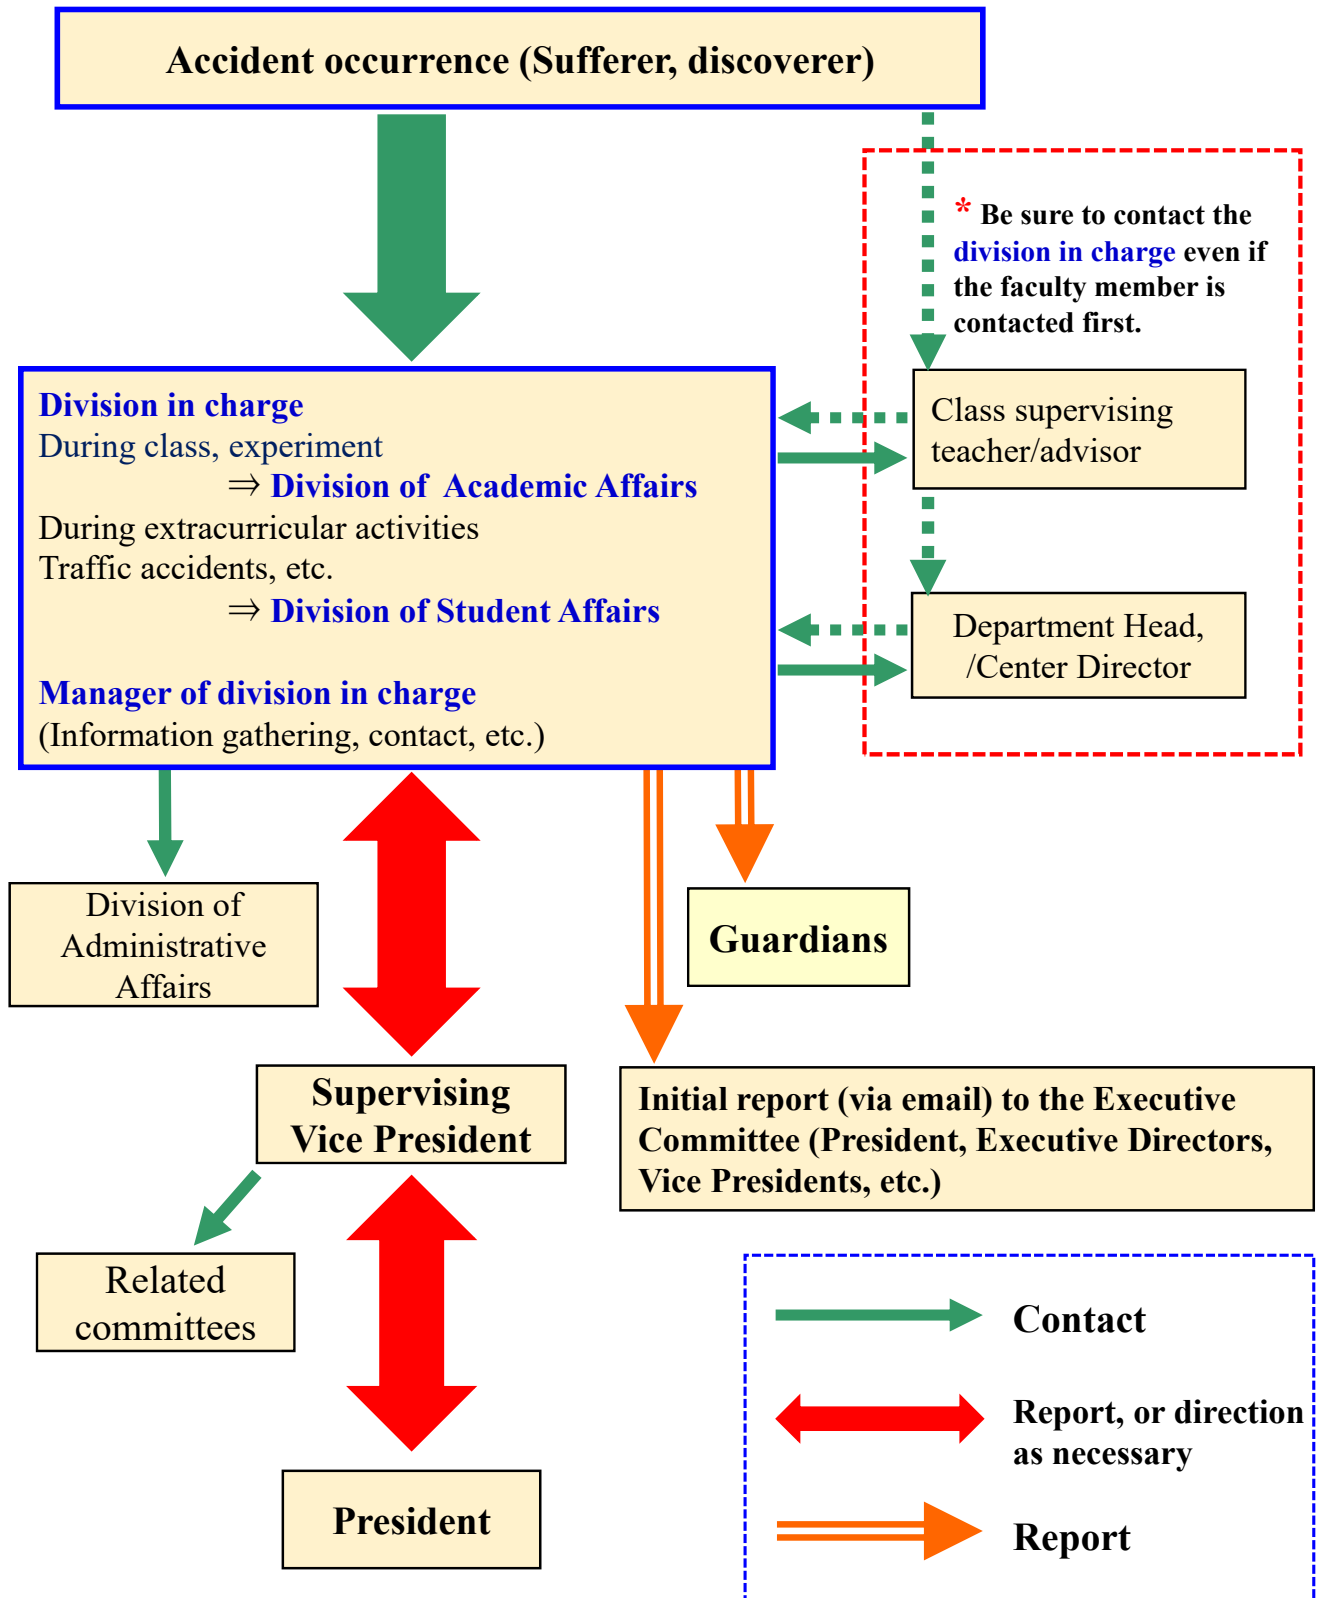 Accident occurrence (Sufferer, discoverer)
* Be sure to contact the
division in charge even if
the faculty member is
contacted first.
Division in charge
During class, experiment
⇒ Division of Academic Affairs
During extracurricular activities
Traffic accidents, etc.
⇒ Division of Student Affairs
Manager of division in charge
(Information gathering, contact, etc.)
Class supervising
teacher/advisor
Department Head,
/Center Director
Division of
Administrative
Affairs
Guardians
Supervising
Vice President
Initial report (via email) to the Executive
Committee (President, Executive Directors,
Vice Presidents, etc.)
Related
committees
President
Contact
Report, or direction
as necessary
Report